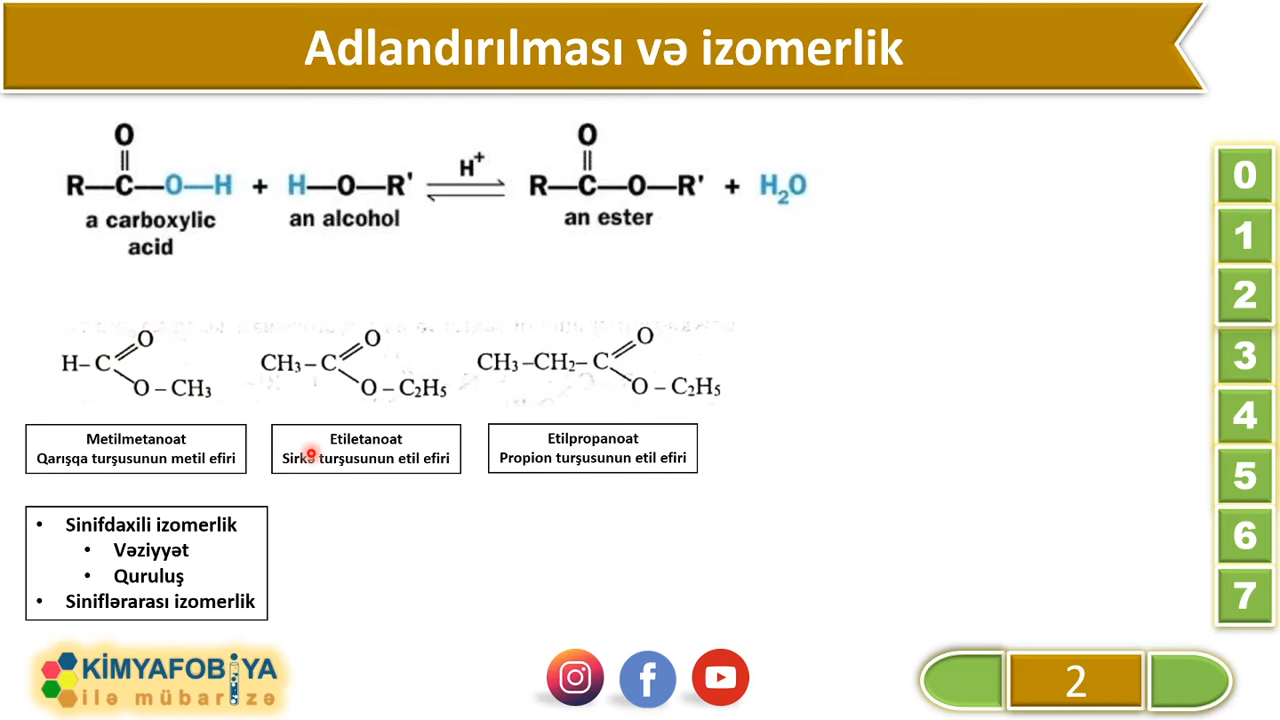 Adlandırılması və izomerlik
O
R—C—O—H + H—O—R' H⁺ R—C—O—R' + H₂O
O
a carboxylic
acid
an alcohol
an ester
O
H–C
O–CH₃
O
CH₃–C
O–C₂H₅
O
CH₃–CH₂–C
O–C₂H₅
Metilmetanoat
Qarışqa turşusunun metil efiri
Etiletanoat
Sirkə turşusunun etil efiri
Etilpropanoat
Propion turşusunun etil efiri
• Sinifdaxili izomerlik
• Vəziyyət
• Quruluş
• Siniflərarası izomerlik
0
1
2
3
4
5
6
7
KİMYAFOBİYA
ilə mübarizə
2